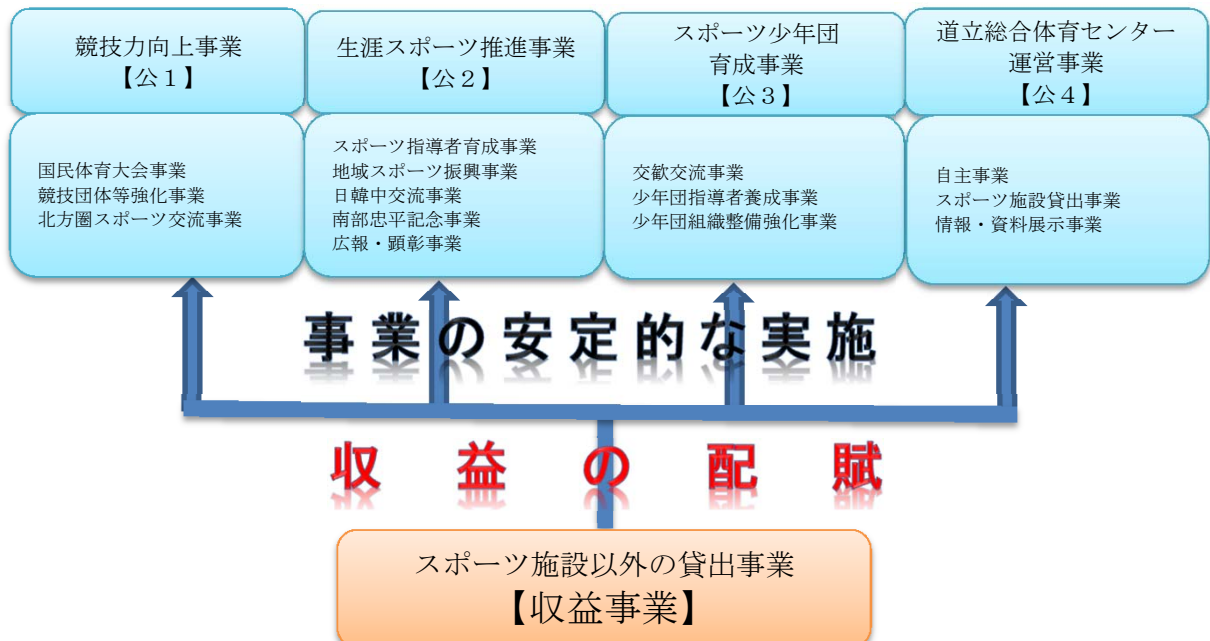 競技力向上事業
【公1】
国民体育大会事業
競技団体等強化事業
北方圏スポーツ交流事業
生涯スポーツ推進事業
【公2】
スポーツ指導者育成事業
地域スポーツ振興事業
日韓中交流事業
南部忠平記念事業
広報・顕彰事業
スポーツ少年団
育成事業
【公3】
交歓交流事業
少年団指導者養成事業
少年団組織整備強化事業
道立総合体育センター
運営事業
【公4】
自主事業
スポーツ施設貸出事業
情報・資料展示事業
事業の安定的な実施
収益の配賦
スポーツ施設以外の貸出事業
【収益事業】